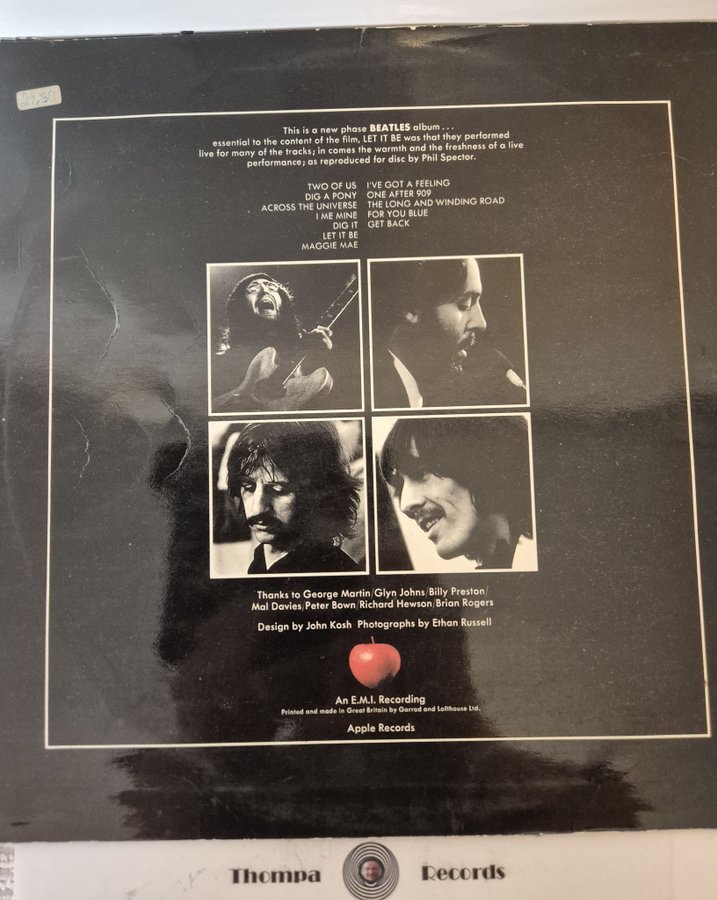 29,50
This is a new phase BEATLES album . . .
essential to the content of the film, LET IT BE was that they performed
live for many of the tracks; in comes the warmth and the freshness of a live
performance; as reproduced for disc by Phil Spector.
TWO OF US
DIG A PONY
ACROSS THE UNIVERSE
I ME MINE
DIG IT
LET IT BE
MAGGIE MAE
I'VE GOT A FEELING
ONE AFTER 909
THE LONG AND WINDING ROAD
FOR YOU BLUE
GET BACK
Thanks to George Martin/Glyn Johns/Billy Preston/
Mal Davies/Peter Bown/Richard Hewson/Brian Rogers
Design by John Kosh Photographs by Ethan Russell
An E.M.I. Recording
Printed and made in Great Britain by Garrod and Lofthouse Ltd.
Apple Records
Thompa Records